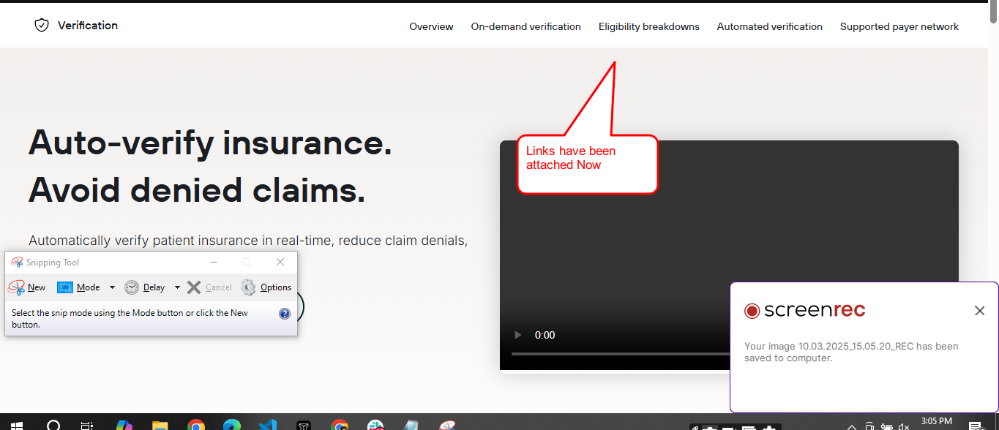 Verification
Overview
On-demand verification
Eligibility breakdowns
Automated verification
Supported payer network
Auto-verify insurance.
Avoid denied claims.
Automatically verify patient insurance in real-time, reduce claim denials,
Links have been
attached Now
0:00
Snipping Tool
New
Mode
Delay
Cancel
Options
Select the snip mode using the Mode button or click the New
button.
screenrec
Your image 10.03.2025_15.05.20_REC has been
saved to computer.
3:05 PM